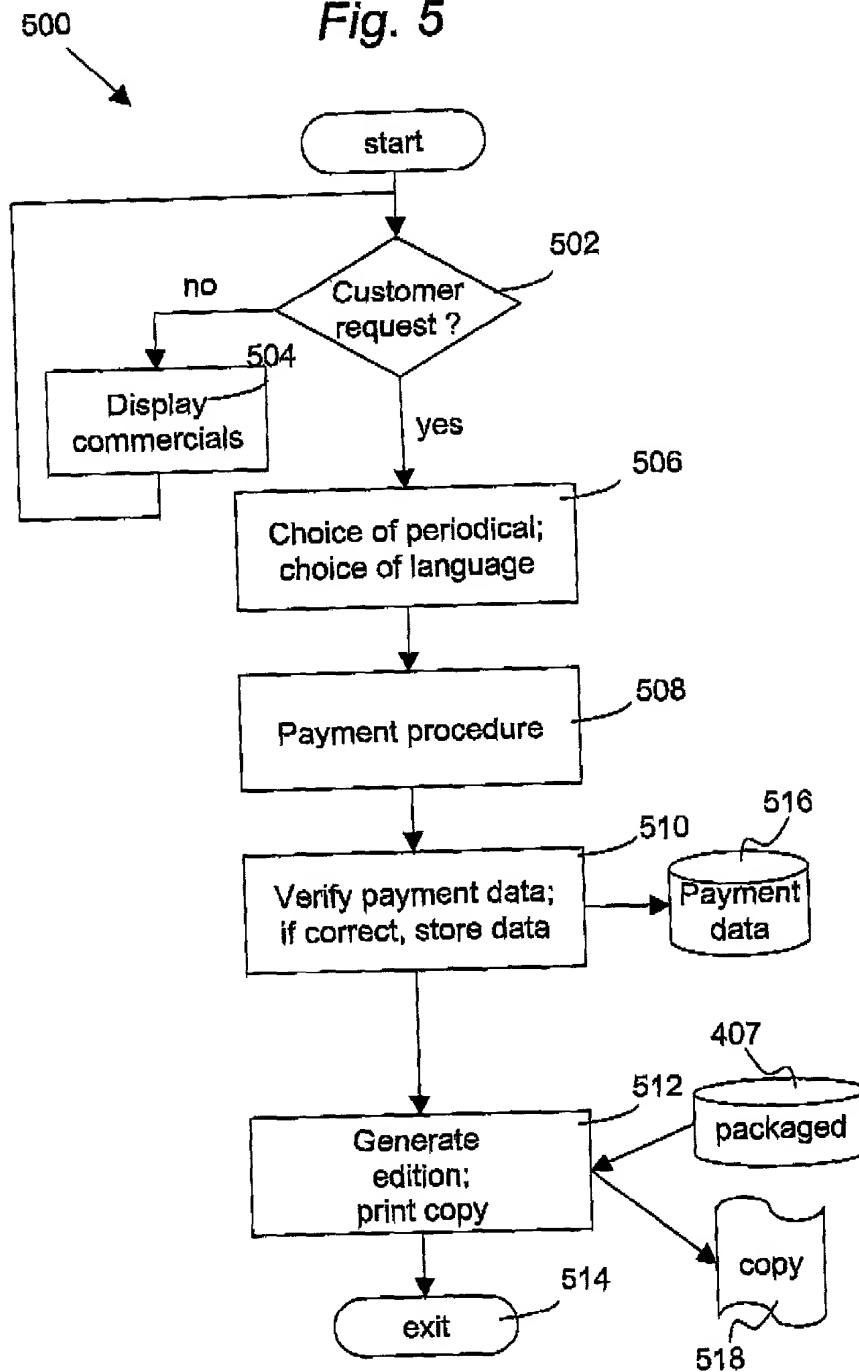 Fig. 5
500
start
502
Customer
request ?
no
504
Display
commercials
yes
506
Choice of periodical;
choice of language
508
Payment procedure
510
Verify payment data;
if correct, store data
516
Payment
data
407
packaged
512
Generate
edition;
print copy
copy
518
514
exit